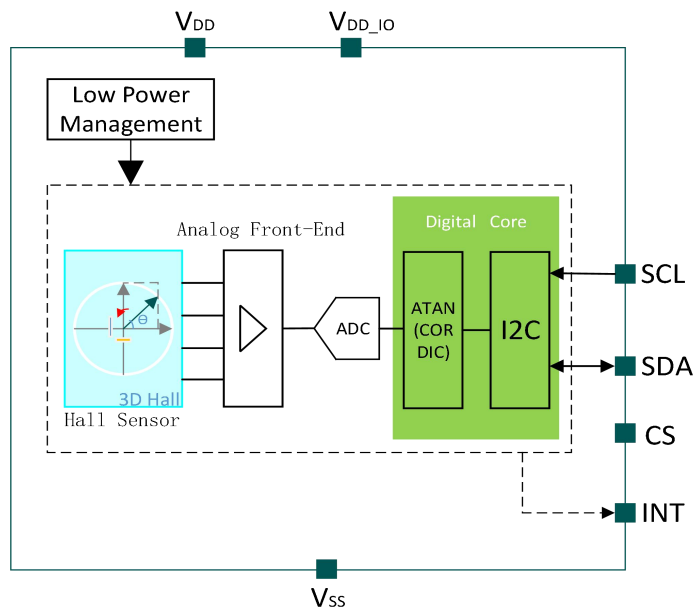 VDD
VDD_IO
Low Power
Management
Analog Front-End
Digital Core
SCL
ATAN
(COR
DIC)
I2C
ADC
θ
3D Hall
Hall Sensor
SDA
CS
INT
VSS